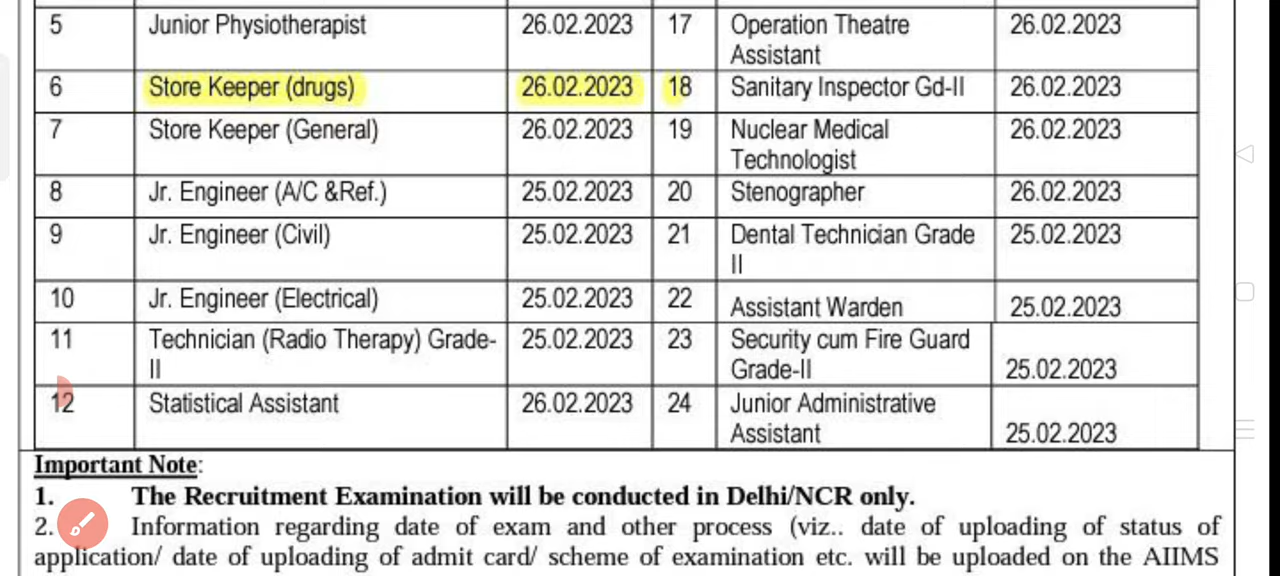 5 Junior Physiotherapist 26.02.2023 17 Operation Theatre 26.02.2023
Assistant
6 Store Keeper (drugs) 26.02.2023 18 Sanitary Inspector Gd-II 26.02.2023
7 Store Keeper (General) 26.02.2023 19 Nuclear Medical 26.02.2023
Technologist
8 Jr. Engineer (A/C &Ref.) 25.02.2023 20 Stenographer 26.02.2023
9 Jr. Engineer (Civil) 25.02.2023 21 Dental Technician Grade 25.02.2023
II
10 Jr. Engineer (Electrical) 25.02.2023 22 Assistant Warden 25.02.2023
11 Technician (Radio Therapy) Grade- 25.02.2023 23 Security cum Fire Guard
II Grade-II 25.02.2023
12 Statistical Assistant 26.02.2023 24 Junior Administrative
Assistant 25.02.2023
Important Note:
1. The Recruitment Examination will be conducted in Delhi/NCR only.
2. Information regarding date of exam and other process (viz.. date of uploading of status of
application/ date of uploading of admit card/ scheme of examination etc. will be uploaded on the AIIMS